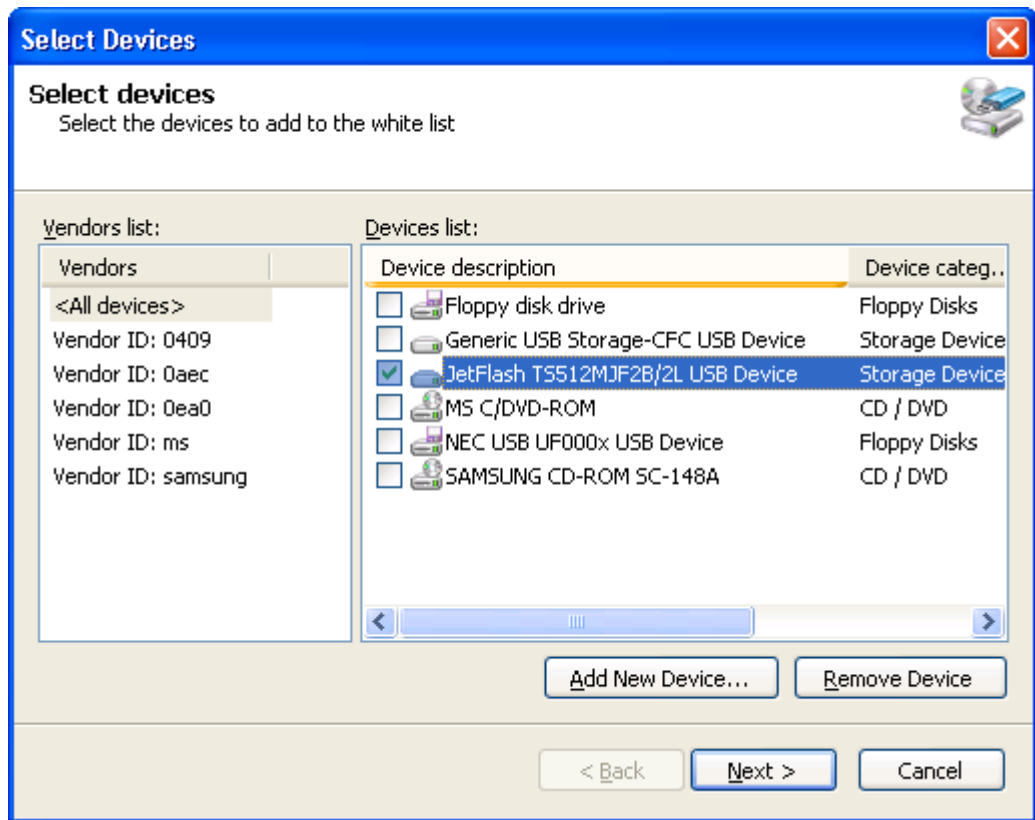 Select Devices
Select devices
Select the devices to add to the white list
Vendors list:
Devices list:
Vendors
<All devices>
Vendor ID: 0409
Vendor ID: 0aec
Vendor ID: 0ea0
Vendor ID: ms
Vendor ID: samsung
Device description Device categ..
Floppy disk drive Floppy Disks
Generic USB Storage-CFC USB Device Storage Device
JetFlash TS512MJF2B/2L USB Device Storage Device
MS C/DVD-ROM CD / DVD
NEC USB UF000x USB Device Floppy Disks
SAMSUNG CD-ROM SC-148A CD / DVD
Add New Device... Remove Device
< Back Next > Cancel